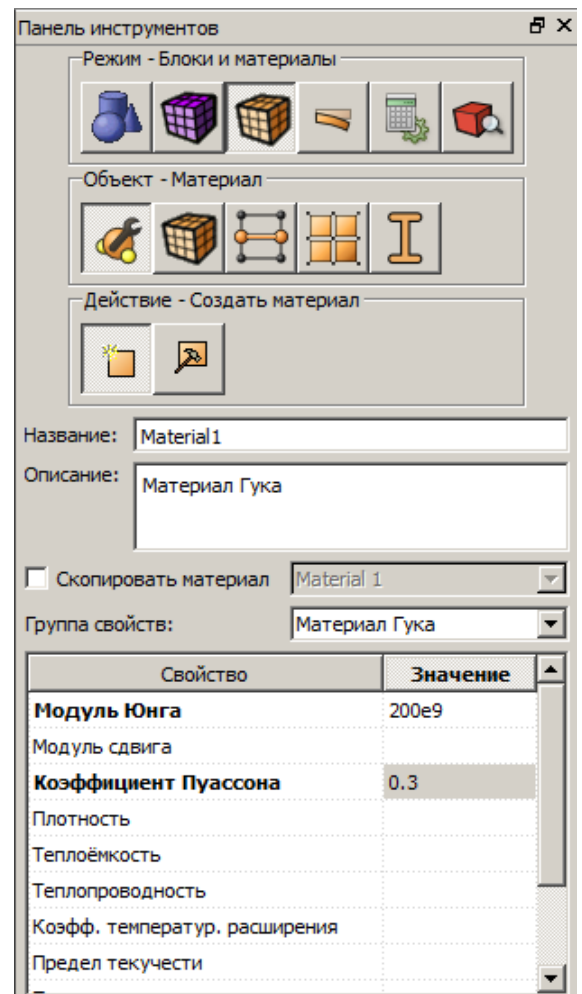 Панель инструментов
Режим - Блоки и материалы
Объект - Материал
Действие - Создать материал
Название: Material1
Описание: Материал Гука
Скопировать материал Material 1
Группа свойств: Материал Гука
Свойство Значение
Модуль Юнга 200e9
Модуль сдвига
Коэффициент Пуассона 0.3
Плотность
Теплоёмкость
Теплопроводность
Коэфф. температур. расширения
Предел текучести